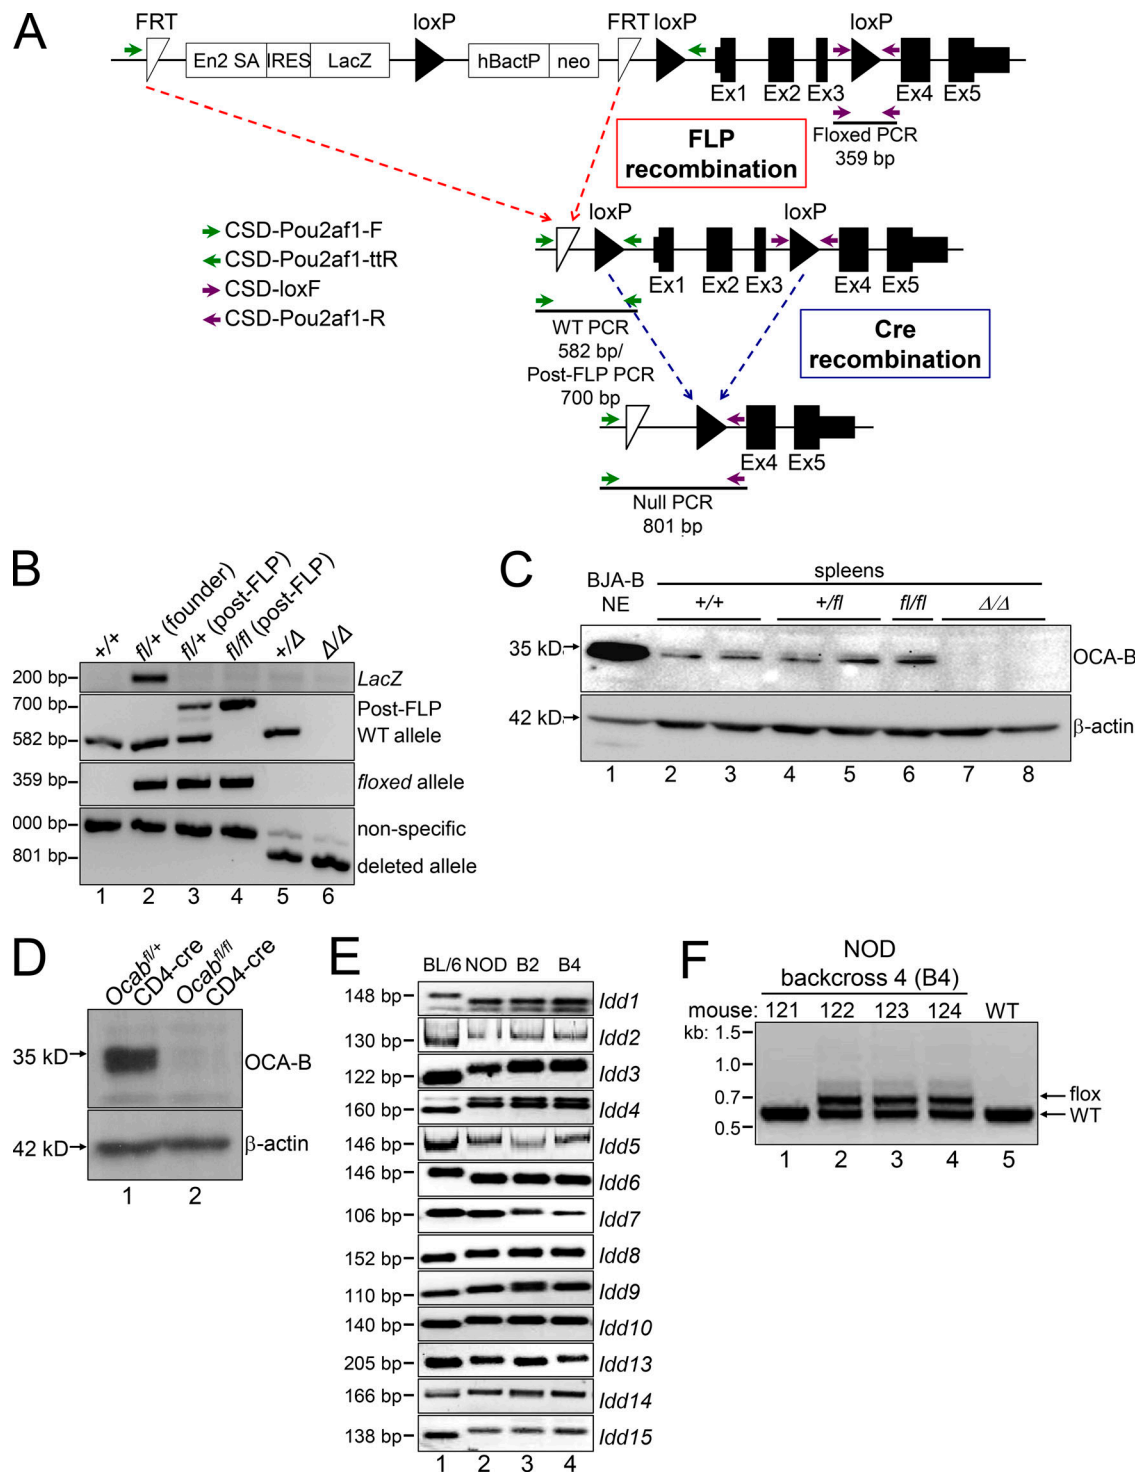 A
FRT
loxP
FRT
loxP
loxP
En2 SA
IRES
LacZ
hBactP
neo
Ex1
Ex2
Ex3
Ex4
Ex5
Floxed PCR
359 bp
FLP
recombination
CSD-Pou2af1-F
CSD-Pou2af1-ttR
CSD-loxF
CSD-Pou2af1-R
loxP
loxP
Ex1
Ex2
Ex3
Ex4
Ex5
WT PCR
582 bp/
Post-FLP PCR
700 bp
Cre
recombination
Ex4
Ex5
Null PCR
801 bp
B
+/+
fl/+ (founder)
fl/+ (post-FLP)
fl/fl (post-FLP)
+/Δ
Δ/Δ
200 bp
LacZ
700 bp
Post-FLP
582 bp
WT allele
359 bp
floxed allele
000 bp
non-specific
801 bp
deleted allele
1 2 3 4 5 6
C
BJA-B
NE
spleens
+/+ +/fl fl/fl Δ/Δ
35 kD
OCA-B
42 kD
β-actin
1 2 3 4 5 6 7 8
D
Ocab fl/+
CD4-cre
Ocab fl/fl
CD4-cre
35 kD
OCA-B
42 kD
β-actin
1 2
E
BL/6 NOD B2 B4
148 bp Idd1
130 bp Idd2
122 bp Idd3
160 bp Idd4
146 bp Idd5
146 bp Idd6
106 bp Idd7
152 bp Idd8
110 bp Idd9
140 bp Idd10
205 bp Idd13
166 bp Idd14
138 bp Idd15
1 2 3 4
F
NOD
backcross 4 (B4)
mouse: 121 122 123 124 WT
kb: 1.5
1.0
0.7
0.5
flox
WT
1 2 3 4 5